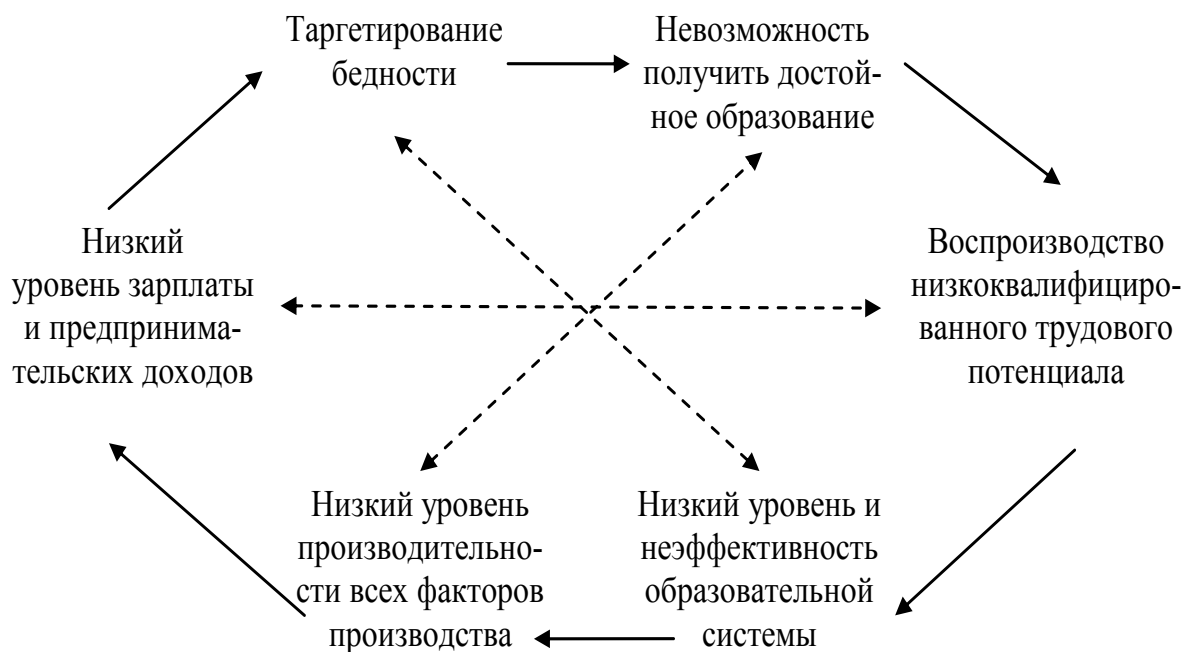 Таргетирование
бедности
Невозможность
получить достой-
ное образование
Воспроизводство
низкоквалифициро-
ванного трудового
потенциала
Низкий уровень и
неэффективность
образовательной
системы
Низкий уровень
производительно-
сти всех факторов
производства
Низкий
уровень зарплаты
и предпринима-
тельских доходов